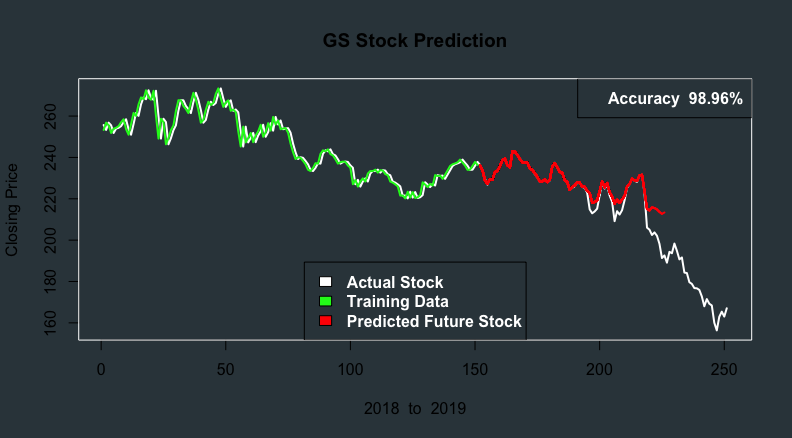 GS Stock Prediction
Accuracy 98.96%
Closing Price
260
240
220
200
180
160
Actual Stock
Training Data
Predicted Future Stock
0 50 100 150 200 250
2018 to 2019